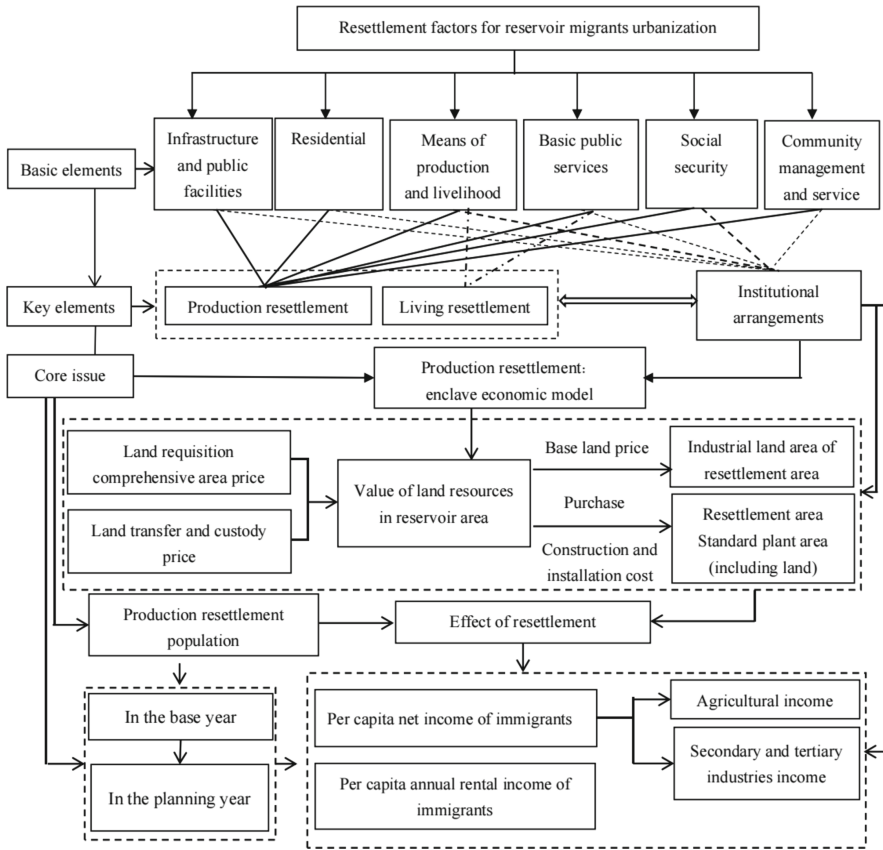 Resettlement factors for reservoir migrants urbanization
Basic elements
Infrastructure
and public
facilities
Residential
Means of
production
and livelihood
Basic public
services
Social
security
Community
management
and service
Key elements
Production resettlement
Living resettlement
Institutional
arrangements
Core issue
Production resettlement:
enclave economic model
Land requisition
comprehensive area price
Land transfer and custody
price
Value of land resources
in reservoir area
Base land price
Purchase
Construction and
installation cost
Industrial land area of
resettlement area
Resettlement area
Standard plant area
(including land)
Production resettlement
population
Effect of resettlement
In the base year
In the planning year
Per capita net income of immigrants
Per capita annual rental income of
immigrants
Agricultural income
Secondary and tertiary
industries income